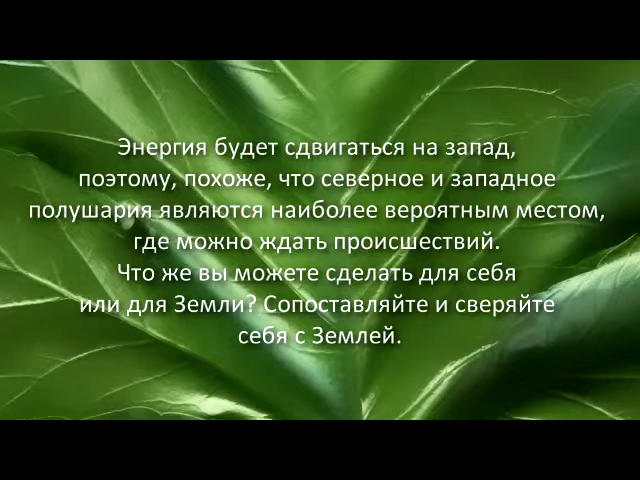 Энергия будет сдвигаться на запад,
поэтому, похоже, что северное и западное
полушария являются наиболее вероятным местом,
где можно ждать происшествий.
Что же вы можете сделать для себя
или для Земли? Сопоставляйте и сверяйте
себя с Землей.